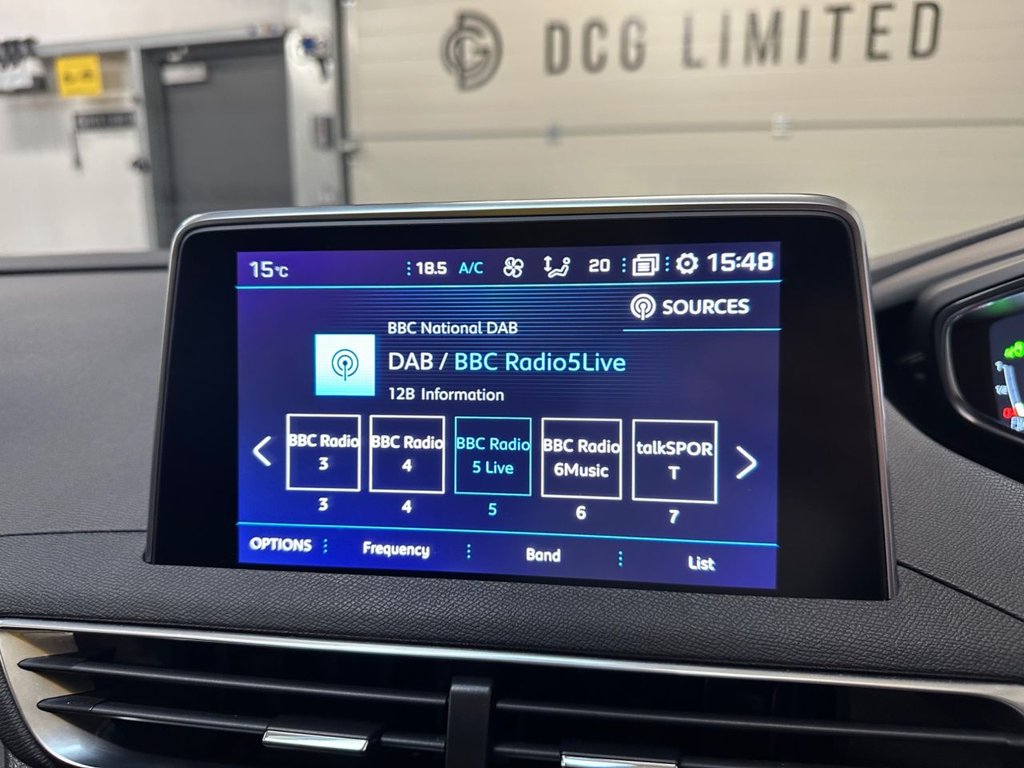 DCG LIMITED
15°C
18.5 A/C
20
15:48
SOURCES
BBC National DAB
DAB / BBC Radio5Live
12B Information
BBC Radio
3
BBC Radio
4
BBC Radio
5 Live
BBC Radio
6Music
talkSPOR
T
3 4 5 6 7
OPTIONS Frequency Band List